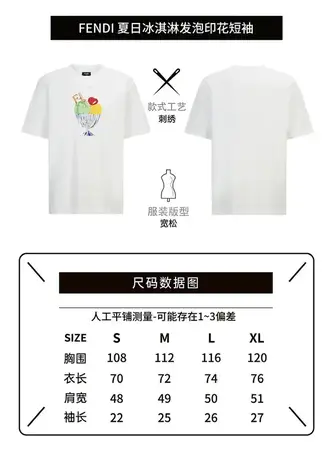 FENDI 夏日冰淇淋发泡印花短袖
款式工艺
刺绣
服装版型
宽松
尺码数据图
人工平铺测量-可能存在1~3偏差
SIZE S M L XL
胸围 108 112 116 120
衣长 70 72 74 76
肩宽 48 49 50 51
袖长 22 25 26 27